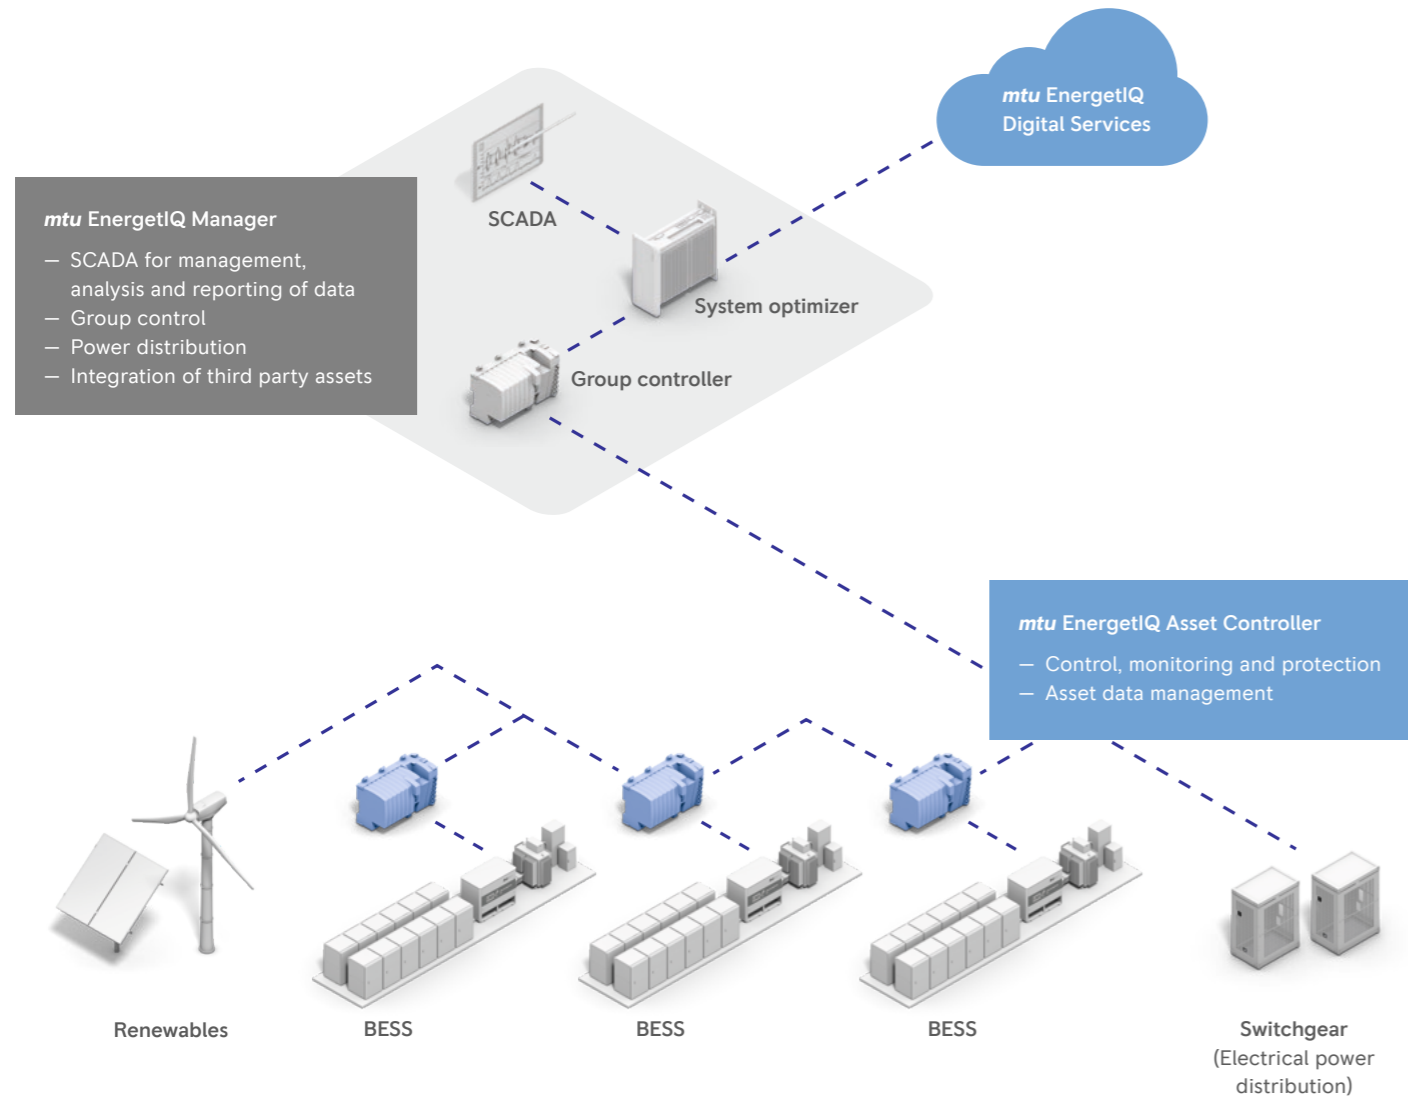 mtu EnergetIQ
Digital Services
mtu EnergetIQ Manager
— SCADA for management,
analysis and reporting of data
— Group control
— Power distribution
— Integration of third party assets
SCADA
System optimizer
Group controller
mtu EnergetIQ Asset Controller
— Control, monitoring and protection
— Asset data management
Renewables
BESS
BESS
BESS
Switchgear
(Electrical power
distribution)